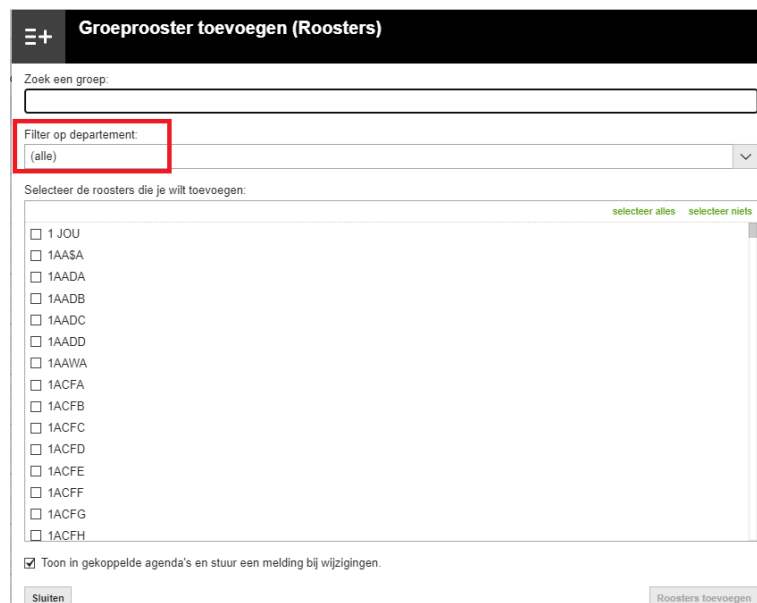 Groeprooster toevoegen (Roosters)
Zoek een groep:
Filter op departement:
(alle)
Selecteer de roosters die je wilt toevoegen:
selecteer alles selecteer niets
1 JOU
1AA$A
1AADA
1AADB
1AADC
1AADD
1AAWA
1ACFA
1ACFB
1ACFC
1ACFD
1ACFE
1ACFF
1ACFG
1ACFH
Toon in gekoppelde agenda's en stuur een melding bij wijzigingen.
Sluiten Roosters toevoegen